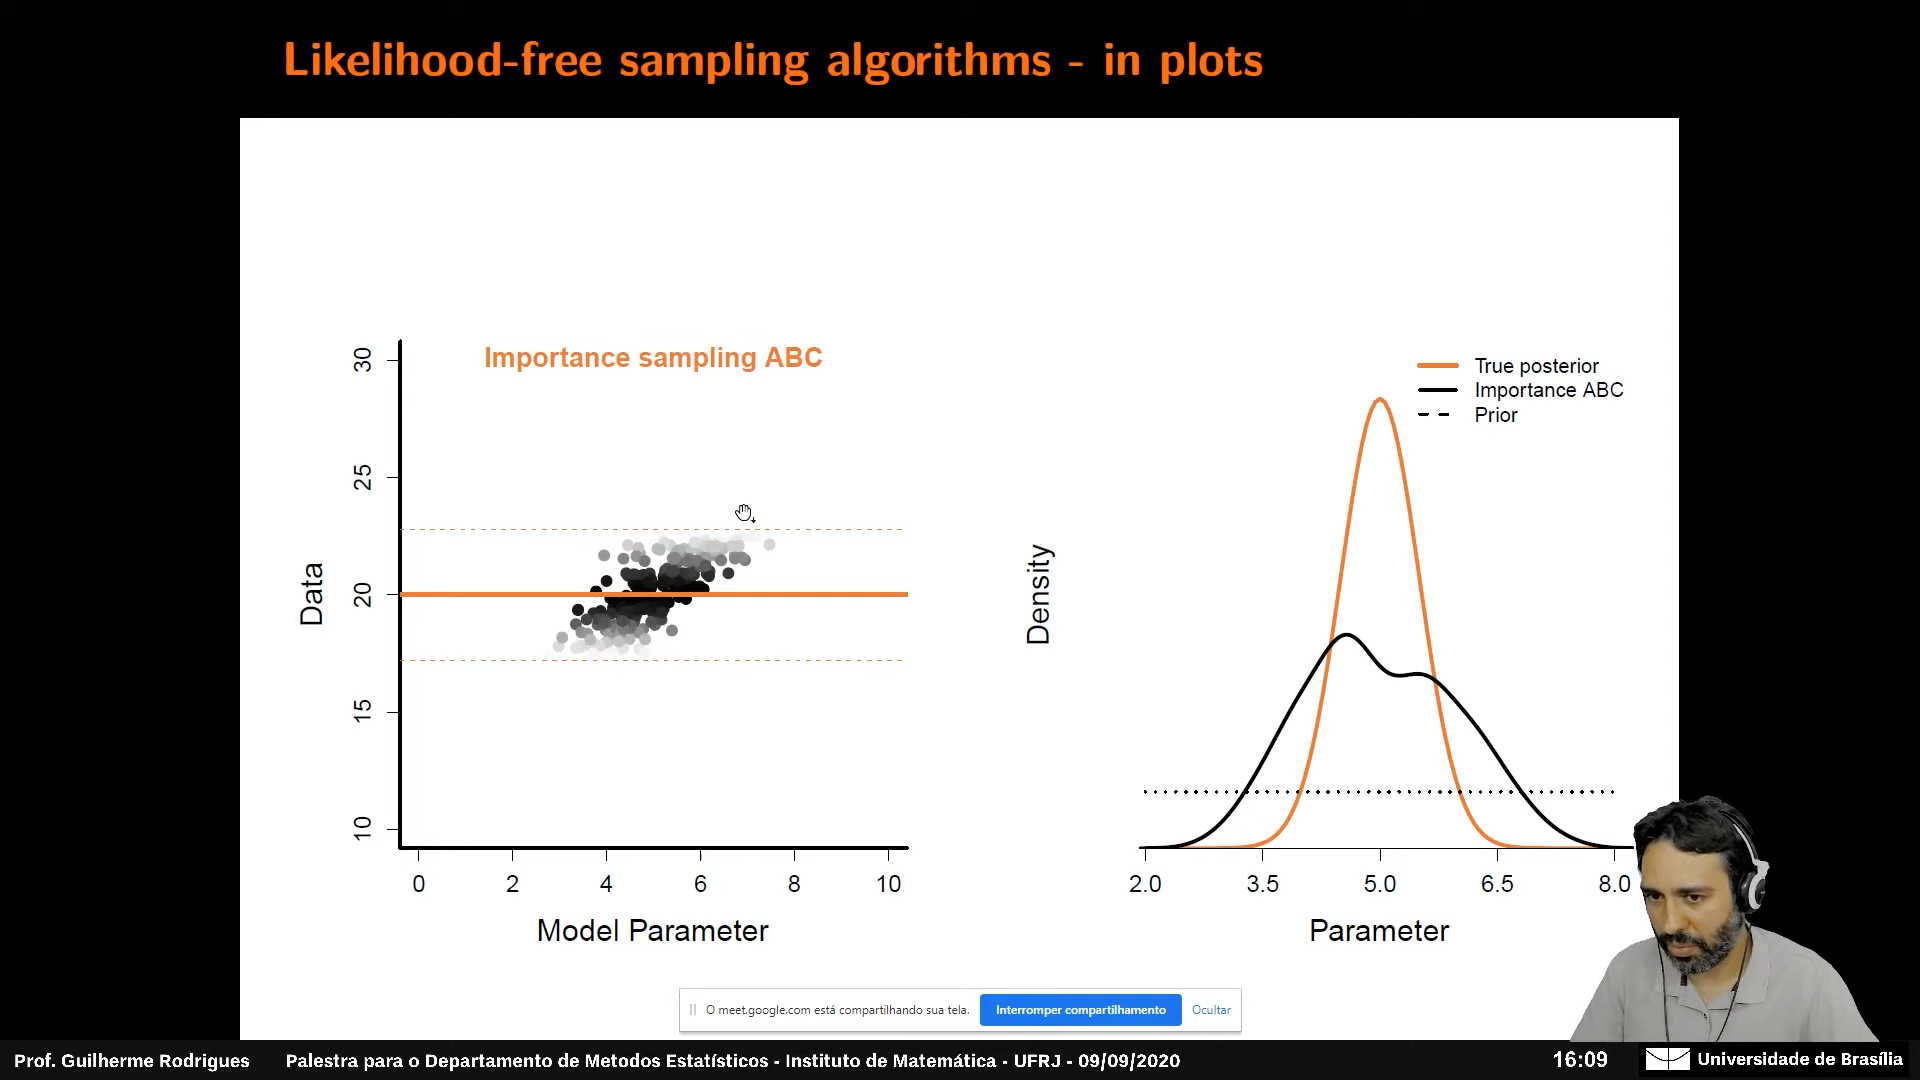 Likelihood-free sampling algorithms - in plots
Importance sampling ABC
30
25
20
15
10
Data
0 2 4 6 8 10
Model Parameter
True posterior
Importance ABC
Prior
Density
2.0 3.5 5.0 6.5 8.0
Parameter
O meet.google.com está compartilhando sua tela. Interromper compartilhamento Ocultar
Prof. Guilherme Rodrigues Palestra para o Departamento de Metodos Estatísticos - Instituto de Matemática - UFRJ - 09/09/2020 16:09 Universidade de Brasília